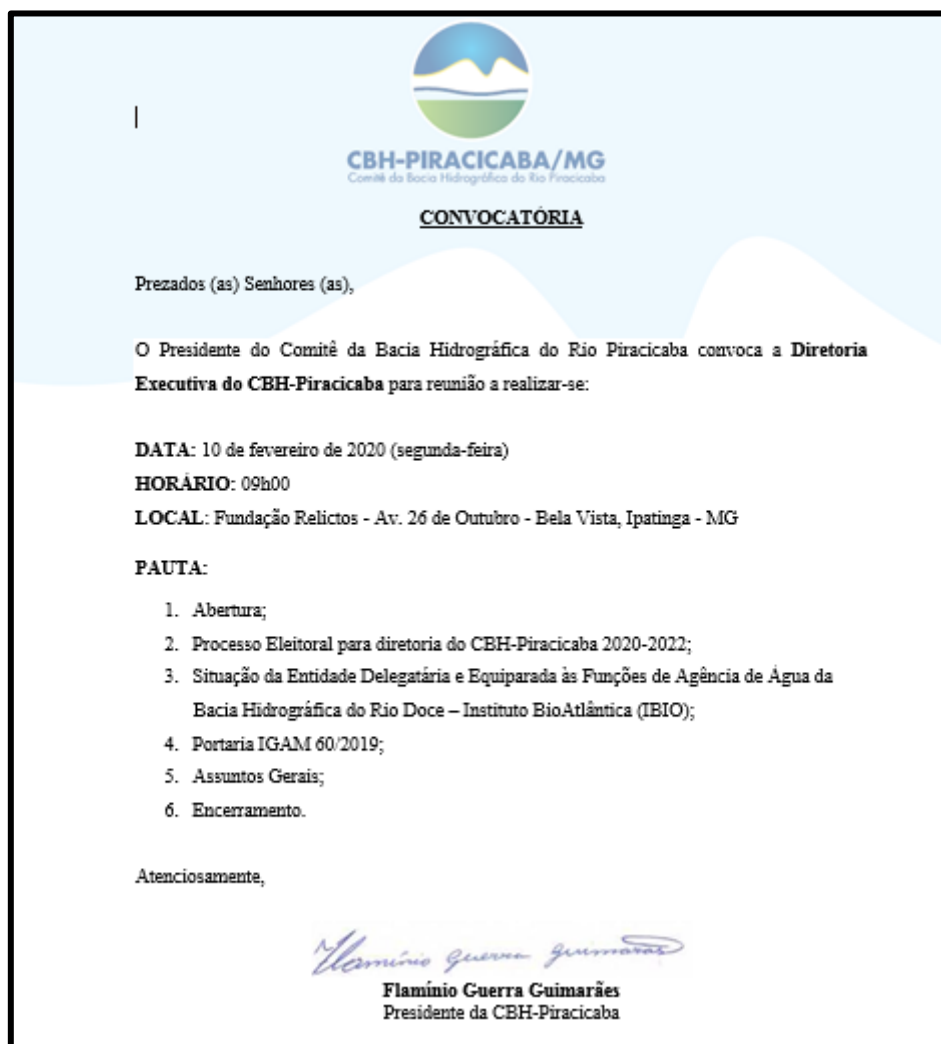 CBH-PIRACICABA/MG
Comitê da Bacia Hidrográfica do Rio Piracicaba
CONVOCATÓRIA
Prezados (as) Senhores (as),
O Presidente do Comitê da Bacia Hidrográfica do Rio Piracicaba convoca a Diretoria
Executiva do CBH-Piracicaba para reunião a realizar-se:
DATA: 10 de fevereiro de 2020 (segunda-feira)
HORÁRIO: 09h00
LOCAL: Fundação Relictos - Av. 26 de Outubro - Bela Vista, Ipatinga - MG
PAUTA:
1. Abertura;
2. Processo Eleitoral para diretoria do CBH-Piracicaba 2020-2022;
3. Situação da Entidade Delegatária e Equiparada às Funções de Agência de Água da
Bacia Hidrográfica do Rio Doce – Instituto BioAtlântica (IBIO);
4. Portaria IGAM 60/2019;
5. Assuntos Gerais;
6. Encerramento.
Atenciosamente,
Flamínio Guerra Guimarães
Flamínio Guerra Guimarães
Presidente da CBH-Piracicaba